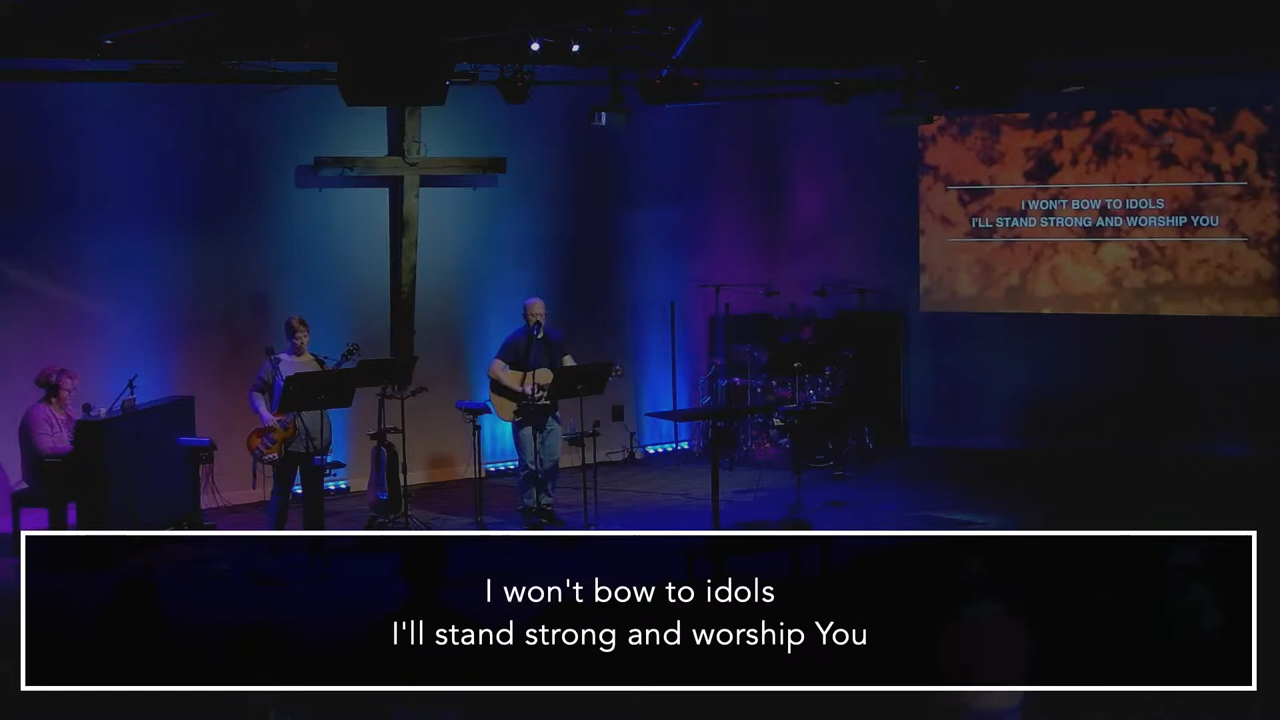 I WON'T BOW TO IDOLS
I'LL STAND STRONG AND WORSHIP YOU
I won't bow to idols
I'll stand strong and worship You